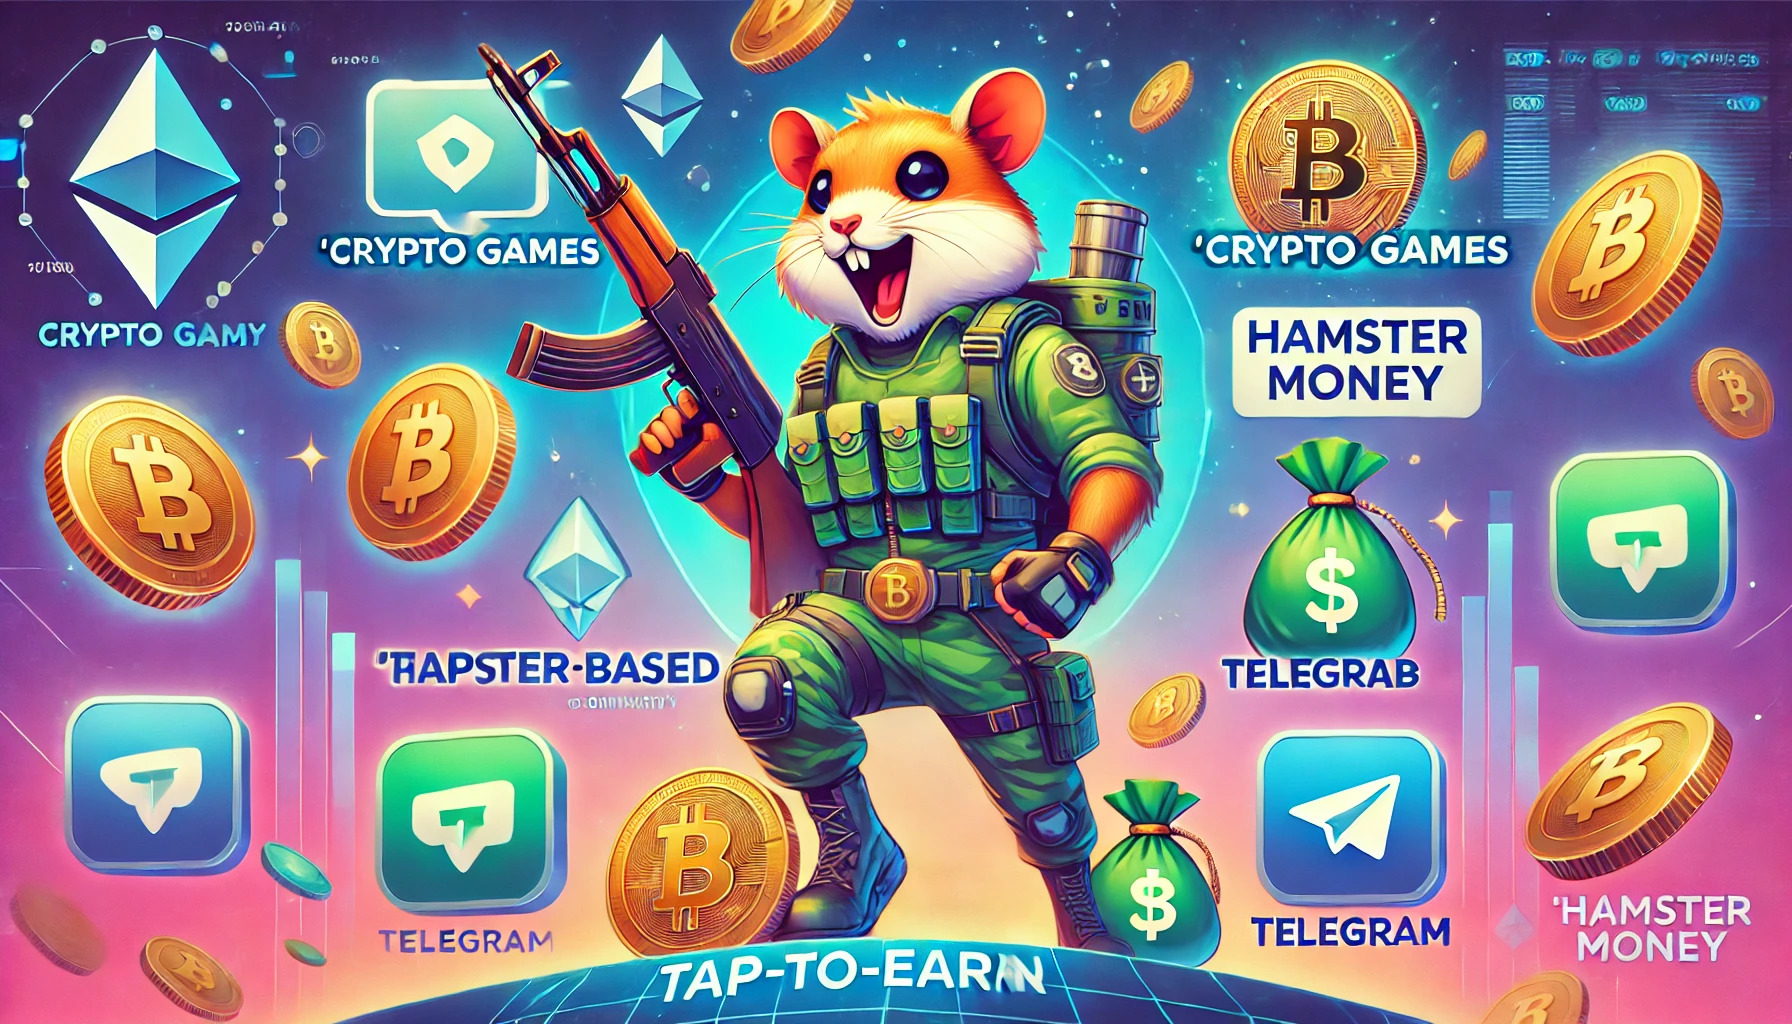 CRYPTO GAMY
'CRYPTO GAMES
'CRYPTO GAMES
HAMSTER
MONEY
'HAPSTER-BASED
TELEGRAB
TELEGRAM
TELEGRAM
'HAMSTER
MONEY
TAP-TO-EARN